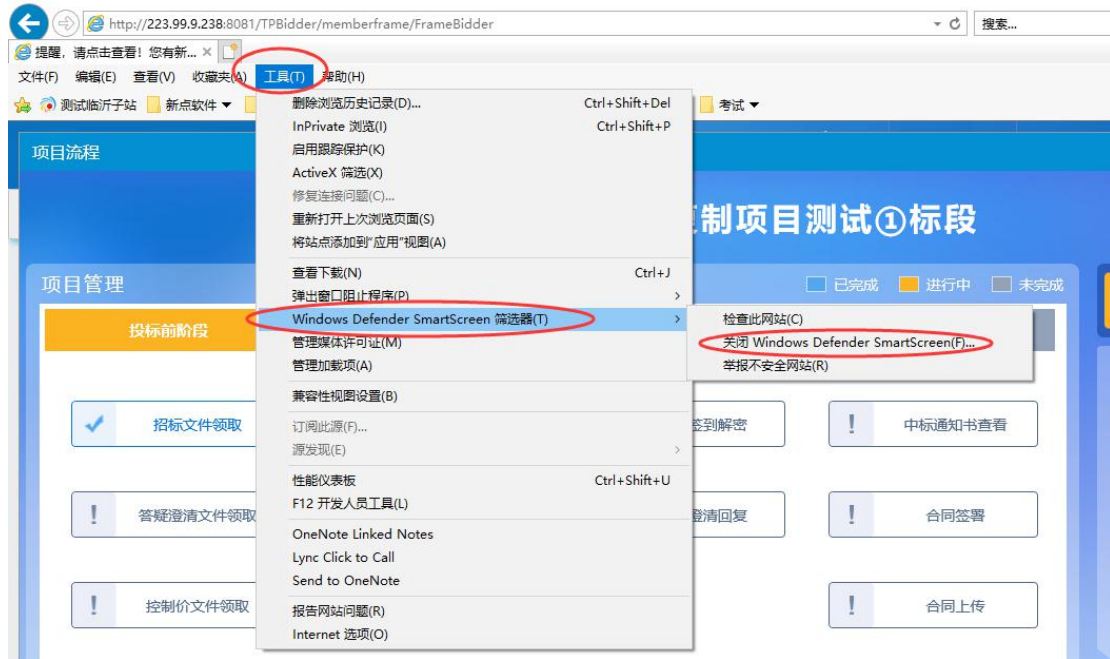 http://223.99.9.238:8081/TPBidder/memberframe/FrameBidder
搜索...
提醒，请点击查看！您有新... ×
文件(F) 编辑(E) 查看(V) 收藏夹(A) 工具(T) 帮助(H)
测试临沂子站 新点软件 考试
项目流程
制项目测试①标段
项目管理
已完成 进行中 未完成
投标前阶段
删除浏览历史记录(D)... Ctrl+Shift+Del
InPrivate 浏览(I) Ctrl+Shift+P
启用跟踪保护(K)
ActiveX 筛选(X)
修复连接问题(C)...
重新打开上次浏览页面(S)
将站点添加到"应用"视图(A)
查看下载(N) Ctrl+J
弹出窗口阻止程序(P)
Windows Defender SmartScreen 筛选器(T)
管理媒体许可证(M)
管理加载项(A)
兼容性视图设置(B)
订阅此源(F)...
源发现(E)
性能仪表板 Ctrl+Shift+U
F12 开发人员工具(L)
OneNote Linked Notes
Lync Click to Call
Send to OneNote
报告网站问题(R)
Internet 选项(O)
检查此网站(C)
关闭 Windows Defender SmartScreen(F)...
举报不安全网站(R)
招标文件领取
到解密
中标通知书查看
答疑澄清文件领取
清回复
合同签署
控制价文件领取
合同上传